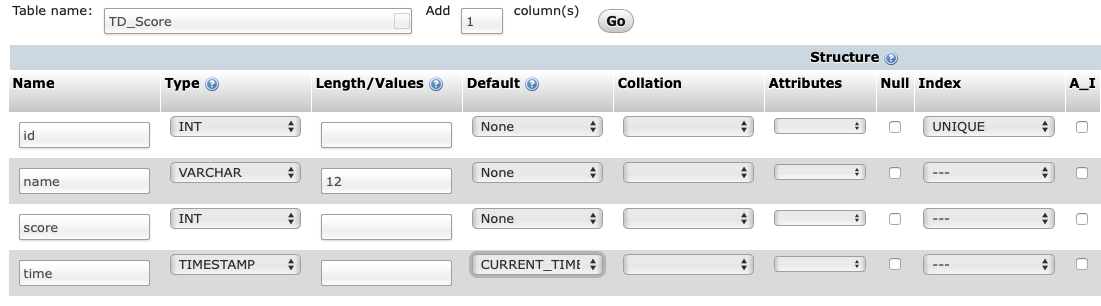 Table name: TD_Score Add 1 column(s) Go
Structure
Name Type Length/Values Default Collation Attributes Null Index A_I
id INT None UNIQUE
name VARCHAR 12 None ---
score INT None ---
time TIMESTAMP CURRENT_TIME ---